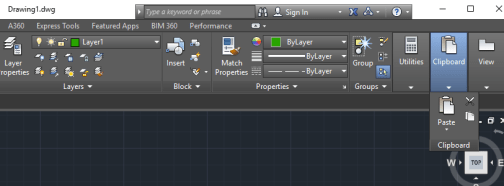 Drawing1.dwg
Type a keyword or phrase
Sign In
A360 Express Tools Featured Apps BIM 360 Performance
Layer1
ByLayer
ByLayer
ByLayer
Layer
roperties
Insert
Match
Properties
Group
Utilities
Clipboard
View
Layers
Block
Properties
Groups
Paste
Clipboard
W
TOP
E